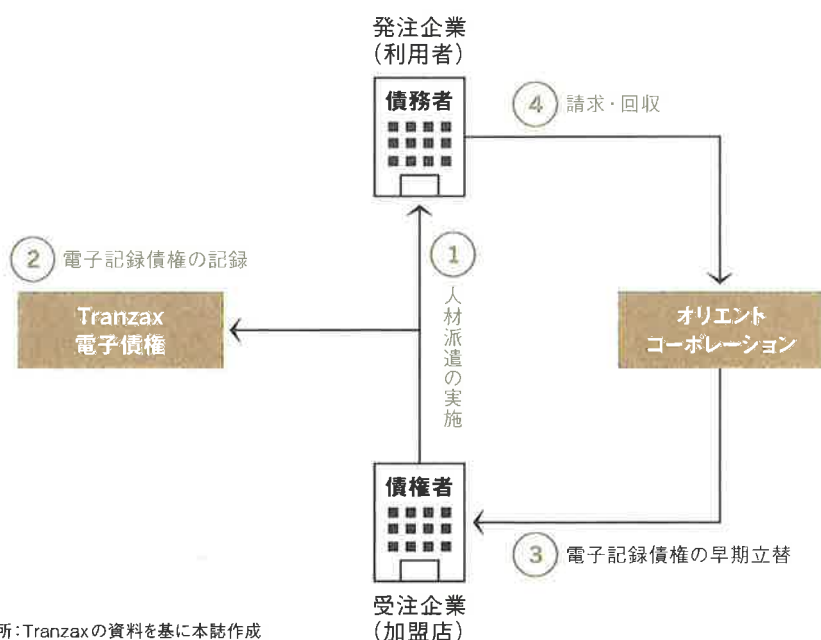 発注企業
(利用者)
債務者
④ 請求・回収
② 電子記録債権の記録
①
人材派遣の実施
Tranzax
電子債権
オリエント
コーポレーション
債権者
③ 電子記録債権の早期立替
受注企業
(加盟店)
所:Tranzaxの資料を基に本誌作成